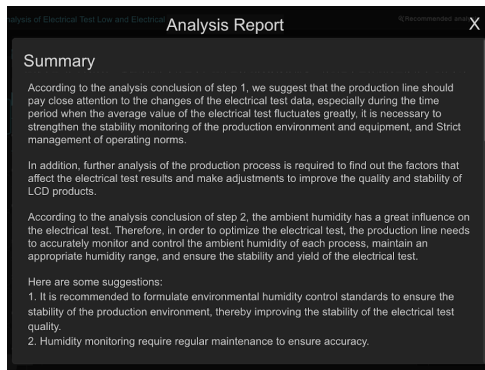 alysis of Electrical Test Low and Electrical
Recommended anal
Analysis Report
X
Summary
According to the analysis conclusion of step 1, we suggest that the production line should
pay close attention to the changes of the electrical test data, especially during the time
period when the average value of the electrical test fluctuates greatly, it is necessary to
strengthen the stability monitoring of the production environment and equipment, and Strict
management of operating norms.
In addition, further analysis of the production process is required to find out the factors that
affect the electrical test results and make adjustments to improve the quality and stability of
LCD products.
According to the analysis conclusion of step 2, the ambient humidity has a great influence on
the electrical test. Therefore, in order to optimize the electrical test, the production line needs
to accurately monitor and control the ambient humidity of each process, maintain an
appropriate humidity range, and ensure the stability and yield of the electrical test.
Here are some suggestions:
1. It is recommended to formulate environmental humidity control standards to ensure the
stability of the production environment, thereby improving the stability of the electrical test
quality.
2. Humidity monitoring require regular maintenance to ensure accuracy.